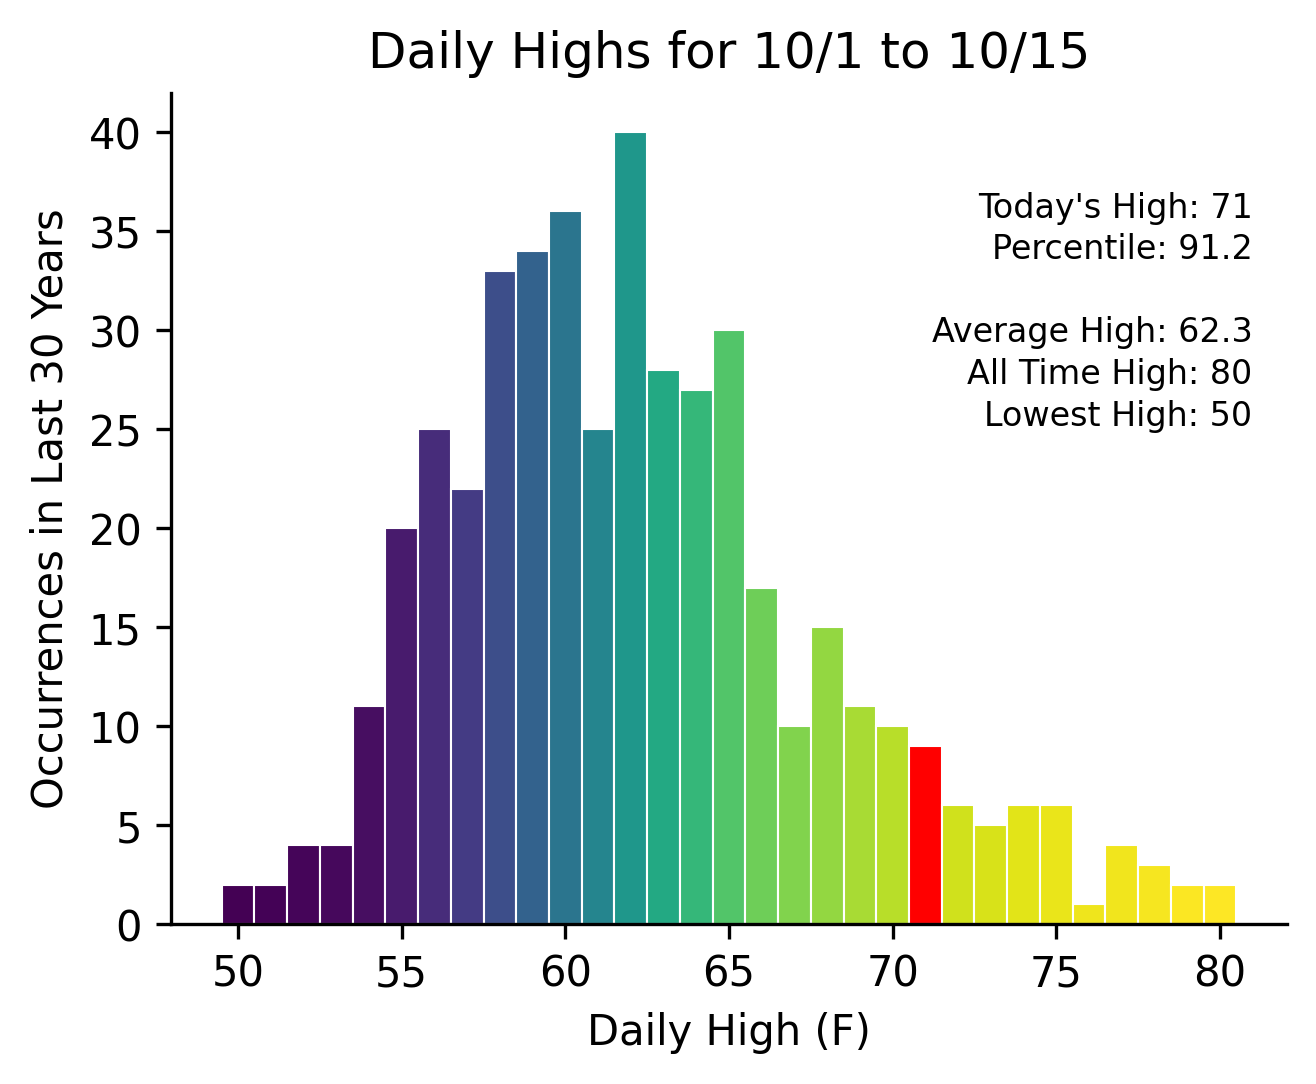 Daily Highs for 10/1 to 10/15
Today's High: 71
Percentile: 91.2
Average High: 62.3
All Time High: 80
Lowest High: 50
Occurrences in Last 30 Years
40
35
30
25
20
15
10
5
0
50 55 60 65 70 75 80
Daily High (F)